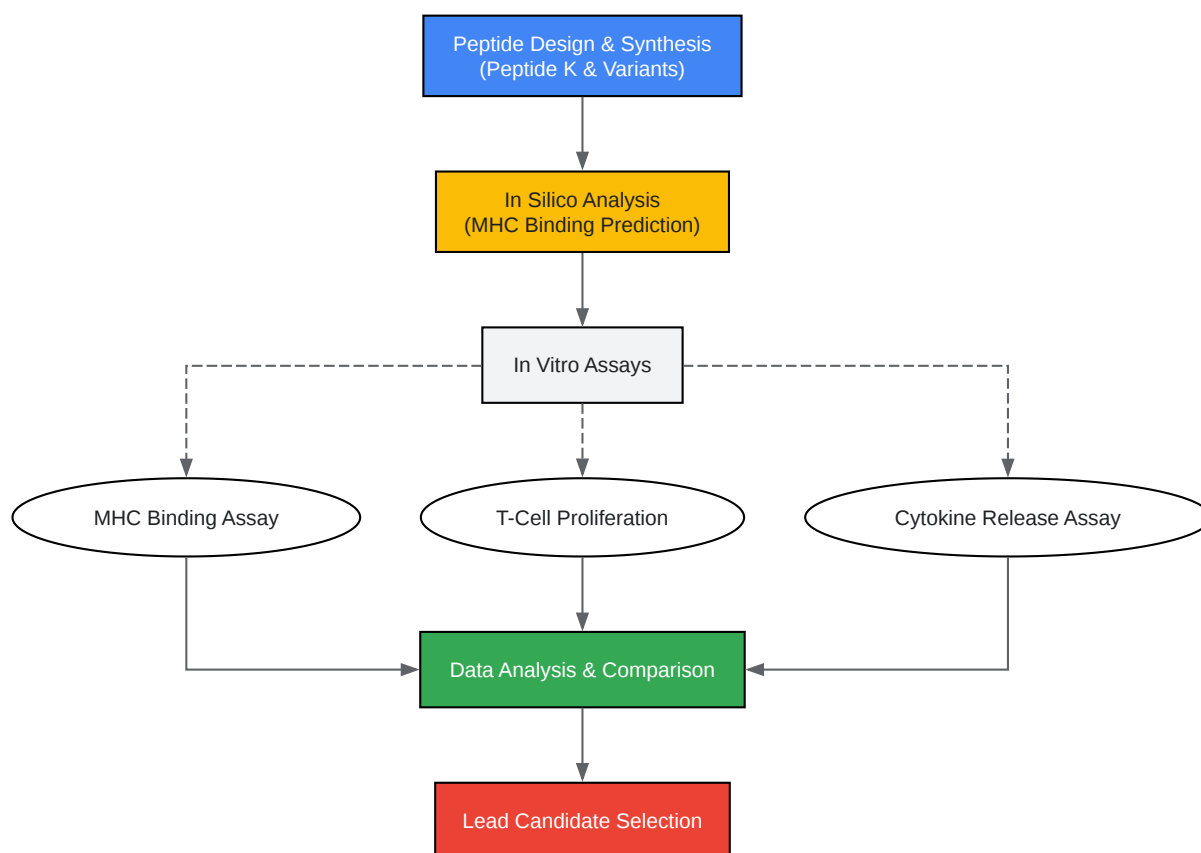 Peptide Design & Synthesis
(Peptide K & Variants)
In Silico Analysis
(MHC Binding Prediction)
In Vitro Assays
MHC Binding Assay
T-Cell Proliferation
Cytokine Release Assay
Data Analysis & Comparison
Lead Candidate Selection